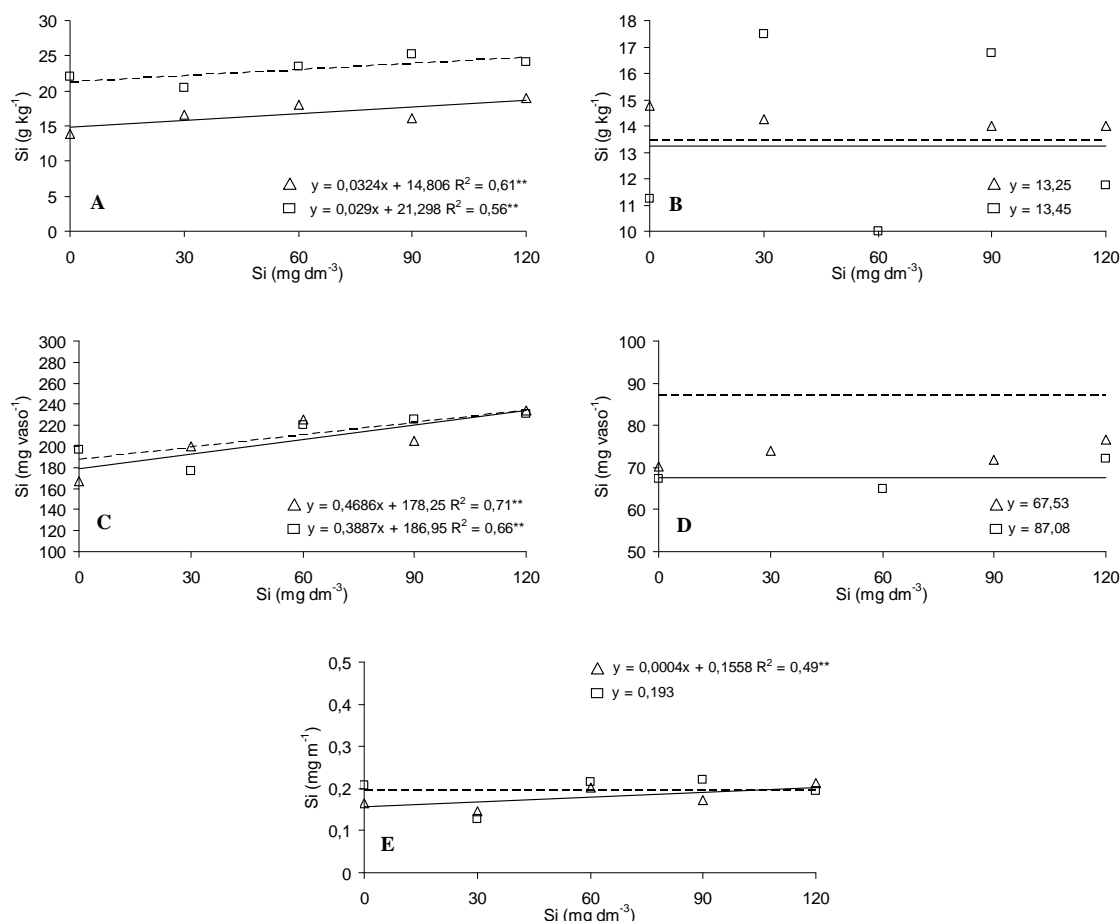 Si (g kg⁻¹)
30
25
20
15
10
5
0
A
△ y = 0,0324x + 14,806 R² = 0,61**
□ y = 0,029x + 21,298 R² = 0,56**
0 30 60 90 120
Si (mg dm⁻³)
Si (g kg⁻¹)
18
17
16
15
14
13
12
11
10
B
△ y = 13,25
□ y = 13,45
0 30 60 90 120
Si (mg dm⁻³)
Si (mg vaso⁻¹)
300
280
260
240
220
200
180
160
140
120
100
C
△ y = 0,4686x + 178,25 R² = 0,71**
□ y = 0,3887x + 186,95 R² = 0,66**
0 30 60 90 120
Si (mg dm⁻³)
Si (mg vaso⁻¹)
100
90
80
70
60
50
D
△ y = 67,53
□ y = 87,08
0 30 60 90 120
Si (mg dm⁻³)
Si (mg m⁻¹)
0,5
0,4
0,3
0,2
0,1
0
△ y = 0,0004x + 0,1558 R² = 0,49**
□ y = 0,193
E
0 30 60 90 120
Si (mg dm⁻³)